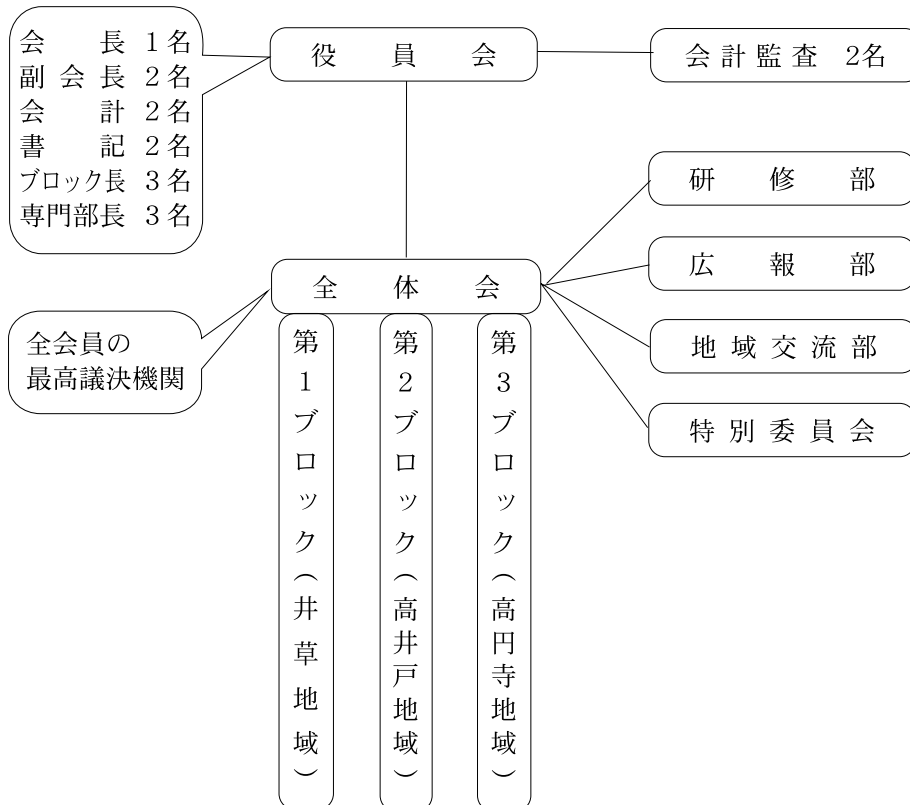 会長 1名
副会長 2名
会計 2名
書記 2名
ブロック長 3名
専門部長 3名
役員会
会計監査 2名
研修部
広報部
地域交流部
特別委員会
全体会
全会員の
最高議決機関
第1ブロック(井草地域)
第2ブロック(高井戸地域)
第3ブロック(高円寺地域)